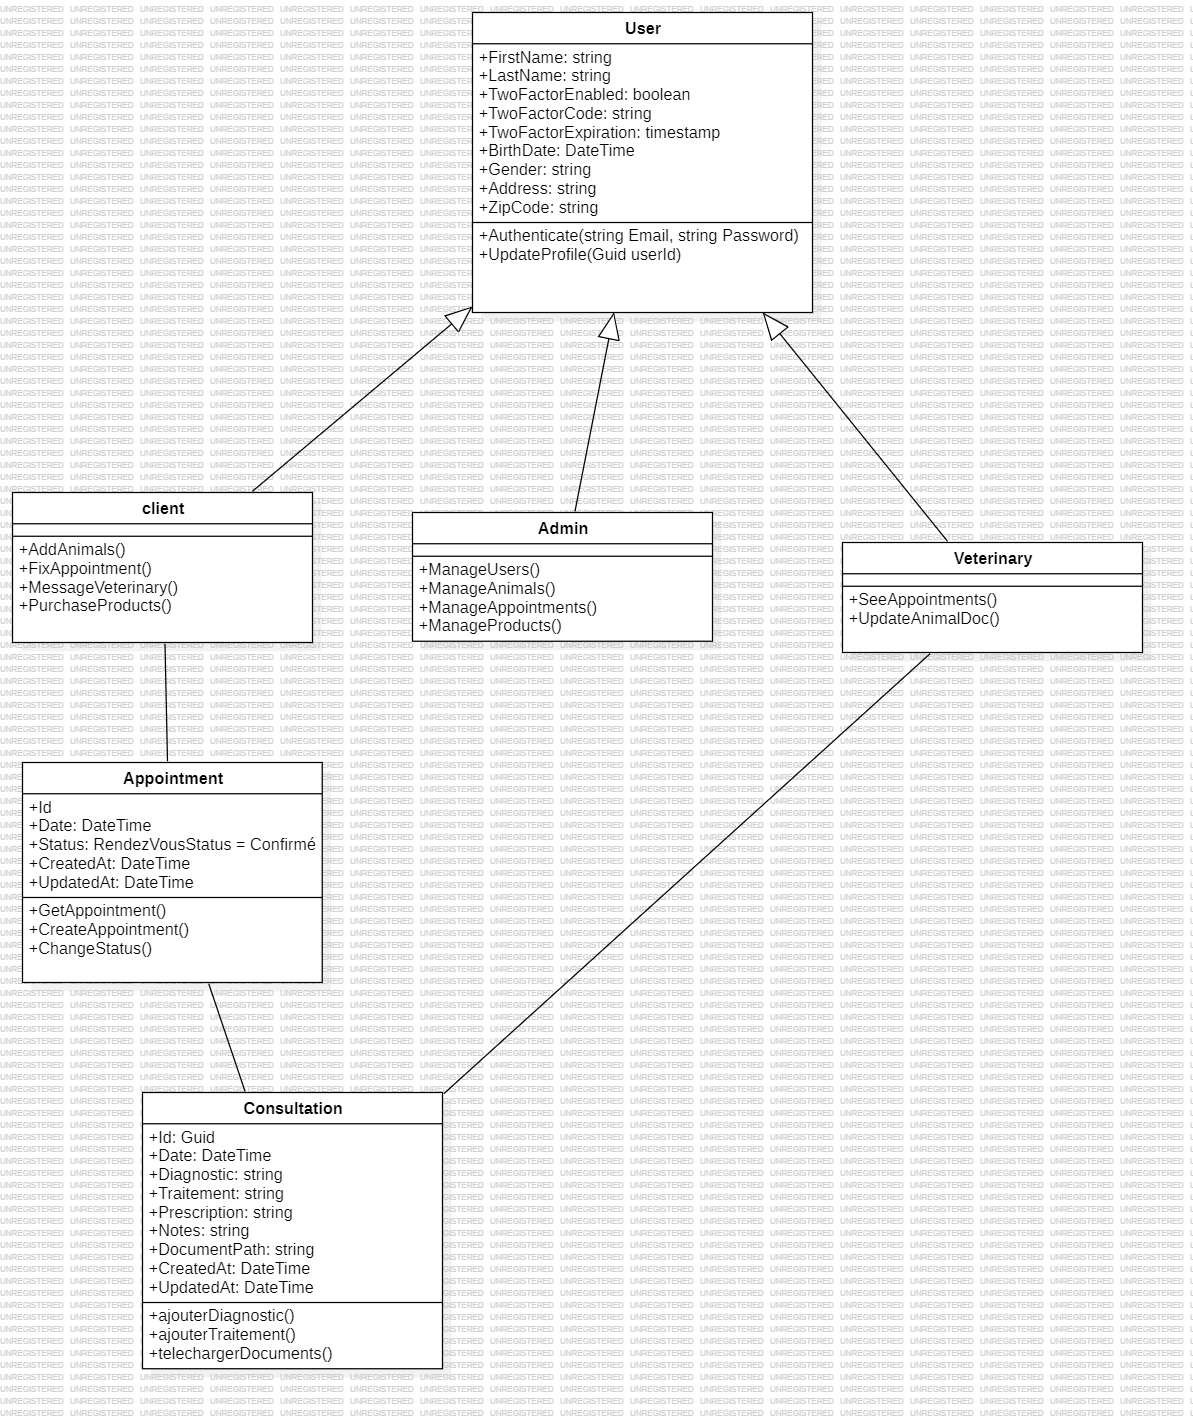 User
+FirstName: string
+LastName: string
+TwoFactorEnabled: boolean
+TwoFactorCode: string
+TwoFactorExpiration: timestamp
+BirthDate: DateTime
+Gender: string
+Address: string
+ZipCode: string
+Authenticate(string Email, string Password)
+UpdateProfile(Guid userId)
client
+AddAnimals()
+FixAppointment()
+MessageVeterinary()
+PurchaseProducts()
Admin
+ManageUsers()
+ManageAnimals()
+ManageAppointments()
+ManageProducts()
Veterinary
+SeeAppointments()
+UpdateAnimalDoc()
Appointment
+Id
+Date: DateTime
+Status: RendezVousStatus = Confirmé
+CreatedAt: DateTime
+UpdatedAt: DateTime
+GetAppointment()
+CreateAppointment()
+ChangeStatus()
Consultation
+Id: Guid
+Date: DateTime
+Diagnostic: string
+Traitement: string
+Prescription: string
+Notes: string
+DocumentPath: string
+CreatedAt: DateTime
+UpdatedAt: DateTime
+ajouterDiagnostic()
+ajouterTraitement()
+telechargerDocuments()
UNREGISTERED